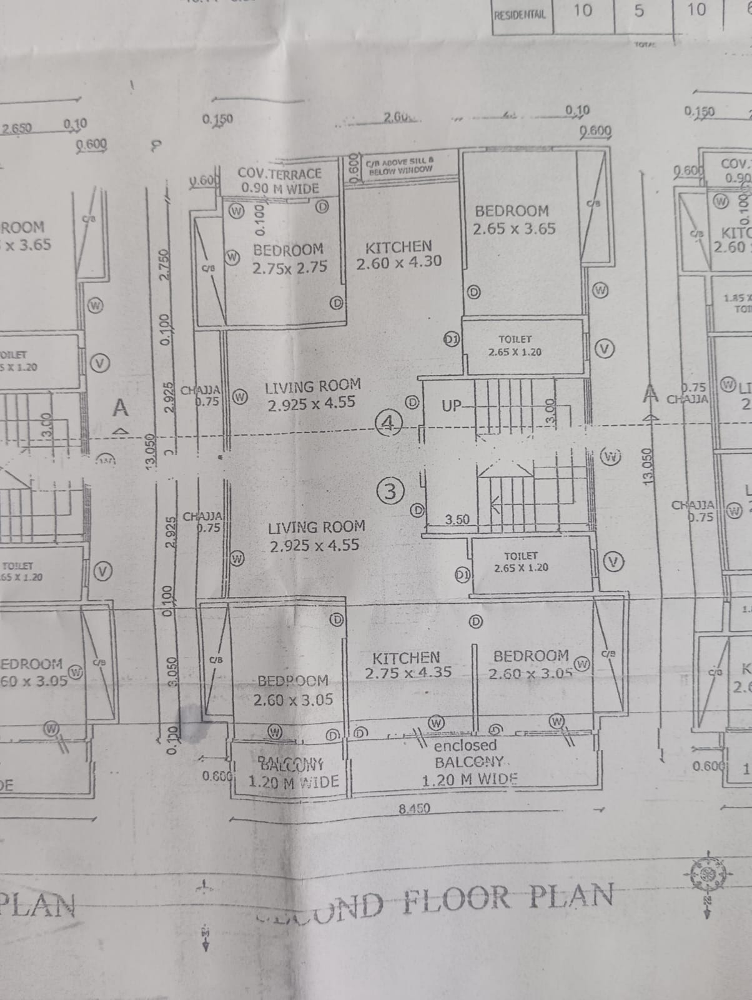 RESIDENTAIL 10 5 10
TOTAL
2.650 0.10
0.600
0.150
0.10
0.600
0.150
0.600
COV.TERRACE
0.90 M WIDE
0.600
C/B ABOVE SILL &
BELOW WINDOW
W
0.100
D
BEDROOM
2.75x 2.75
W
C/B
D
KITCHEN
2.60 x 4.30
BEDROOM
2.65 x 3.65
C/B
D
W
2.750
0.100
2.925
13.050
ROOM
x 3.65
C/B
W
V
TOILET
2.65 X 1.20
D1
V
CHAJJA
0.75
W
LIVING ROOM
2.925 x 4.55
D
UP
3.00
4
A
A
3.00
3
W
13.050
CHAJJA
0.75
2.925
LIVING ROOM
2.925 x 4.55
D
3.50
W
TOILET
2.65 X 1.20
D1
V
TOILET
.65 X 1.20
V
0.100
D
D
C/B
BEDROOM
2.60 x 3.05
KITCHEN
2.75 x 4.35
BEDROOM
2.60 x 3.05
W
C/B
3.050
EDROOM
60 x 3.05
W
C/B
W
0.100
W
D
D
W
D
W
0.600
BALCONY
1.20 M WIDE
enclosed
BALCONY
1.20 M WIDE
8.450
0.600
COV.
0.90
W
0.100
C/B
2.60
1.85 X
0.75
CHAJJA
W
CHAJJA
0.75
W
C/B
0.600
PLAN
FLOOR PLAN
N
N